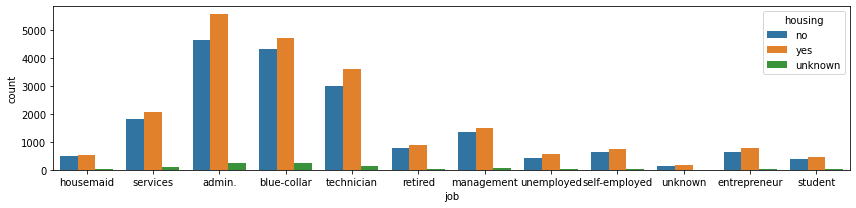 housing
no
yes
unknown
5000
4000
3000
2000
1000
0
count
housemaid services admin. blue-collar technician retired management unemployed self-employed unknown entrepreneur student
job